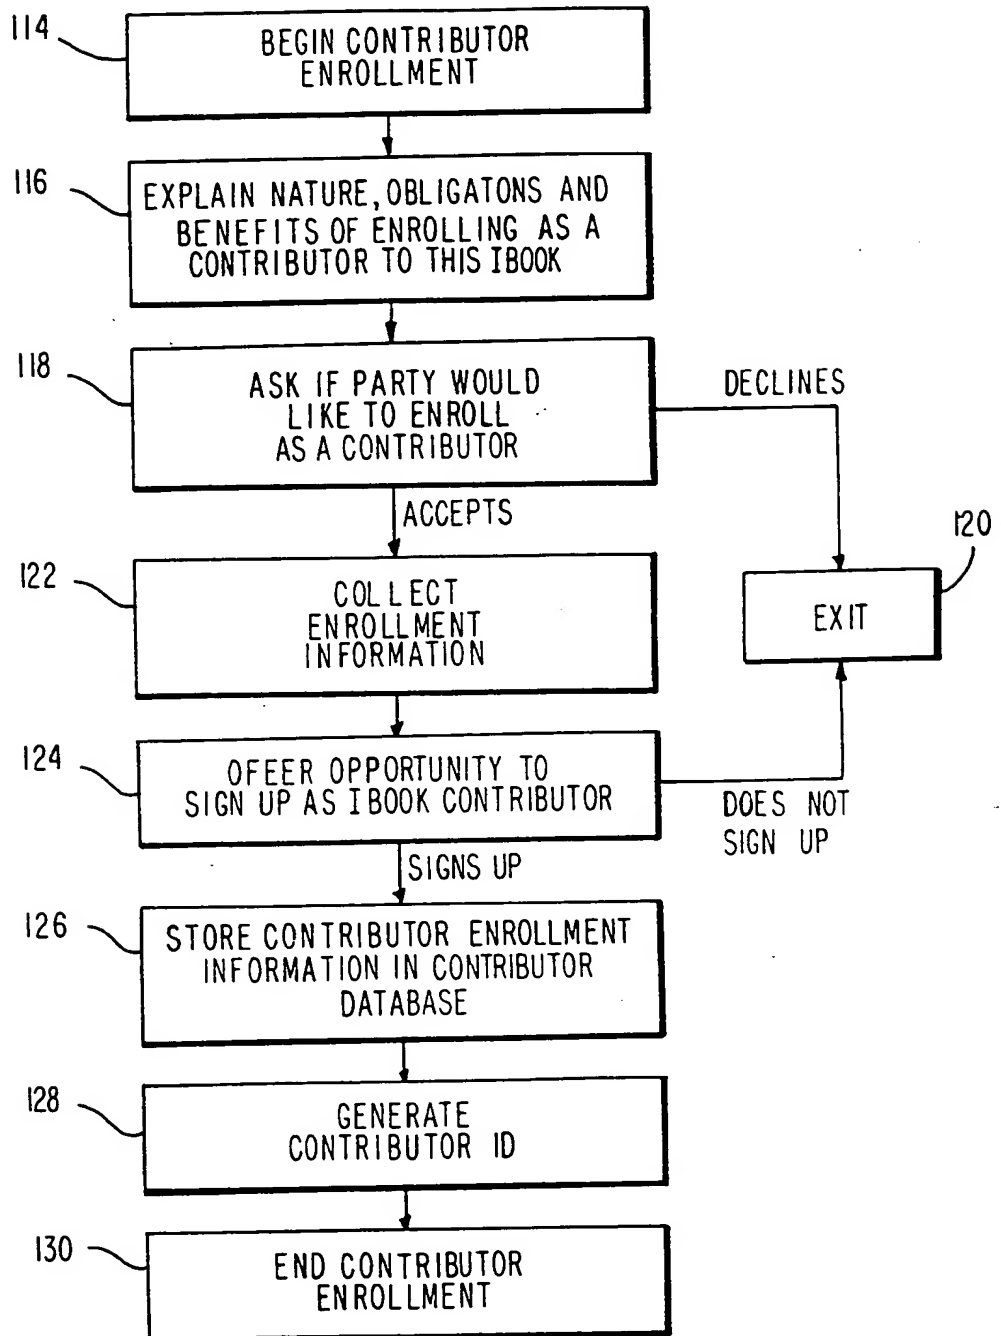 114
BEGIN CONTRIBUTOR
ENROLLMENT
116
EXPLAIN NATURE, OBLIGATONS AND
BENEFITS OF ENROLLING AS A
CONTRIBUTOR TO THIS IBOOK
118
ASK IF PARTY WOULD
LIKE TO ENROLL
AS A CONTRIBUTOR
DECLINES
ACCEPTS
120
EXIT
122
COLLECT
ENROLLMENT
INFORMATION
124
OFEER OPPORTUNITY TO
SIGN UP AS IBOOK CONTRIBUTOR
DOES NOT
SIGN UP
SIGNS UP
126
STORE CONTRIBUTOR ENROLLMENT
INFORMATION IN CONTRIBUTOR
DATABASE
128
GENERATE
CONTRIBUTOR ID
130
END CONTRIBUTOR
ENROLLMENT